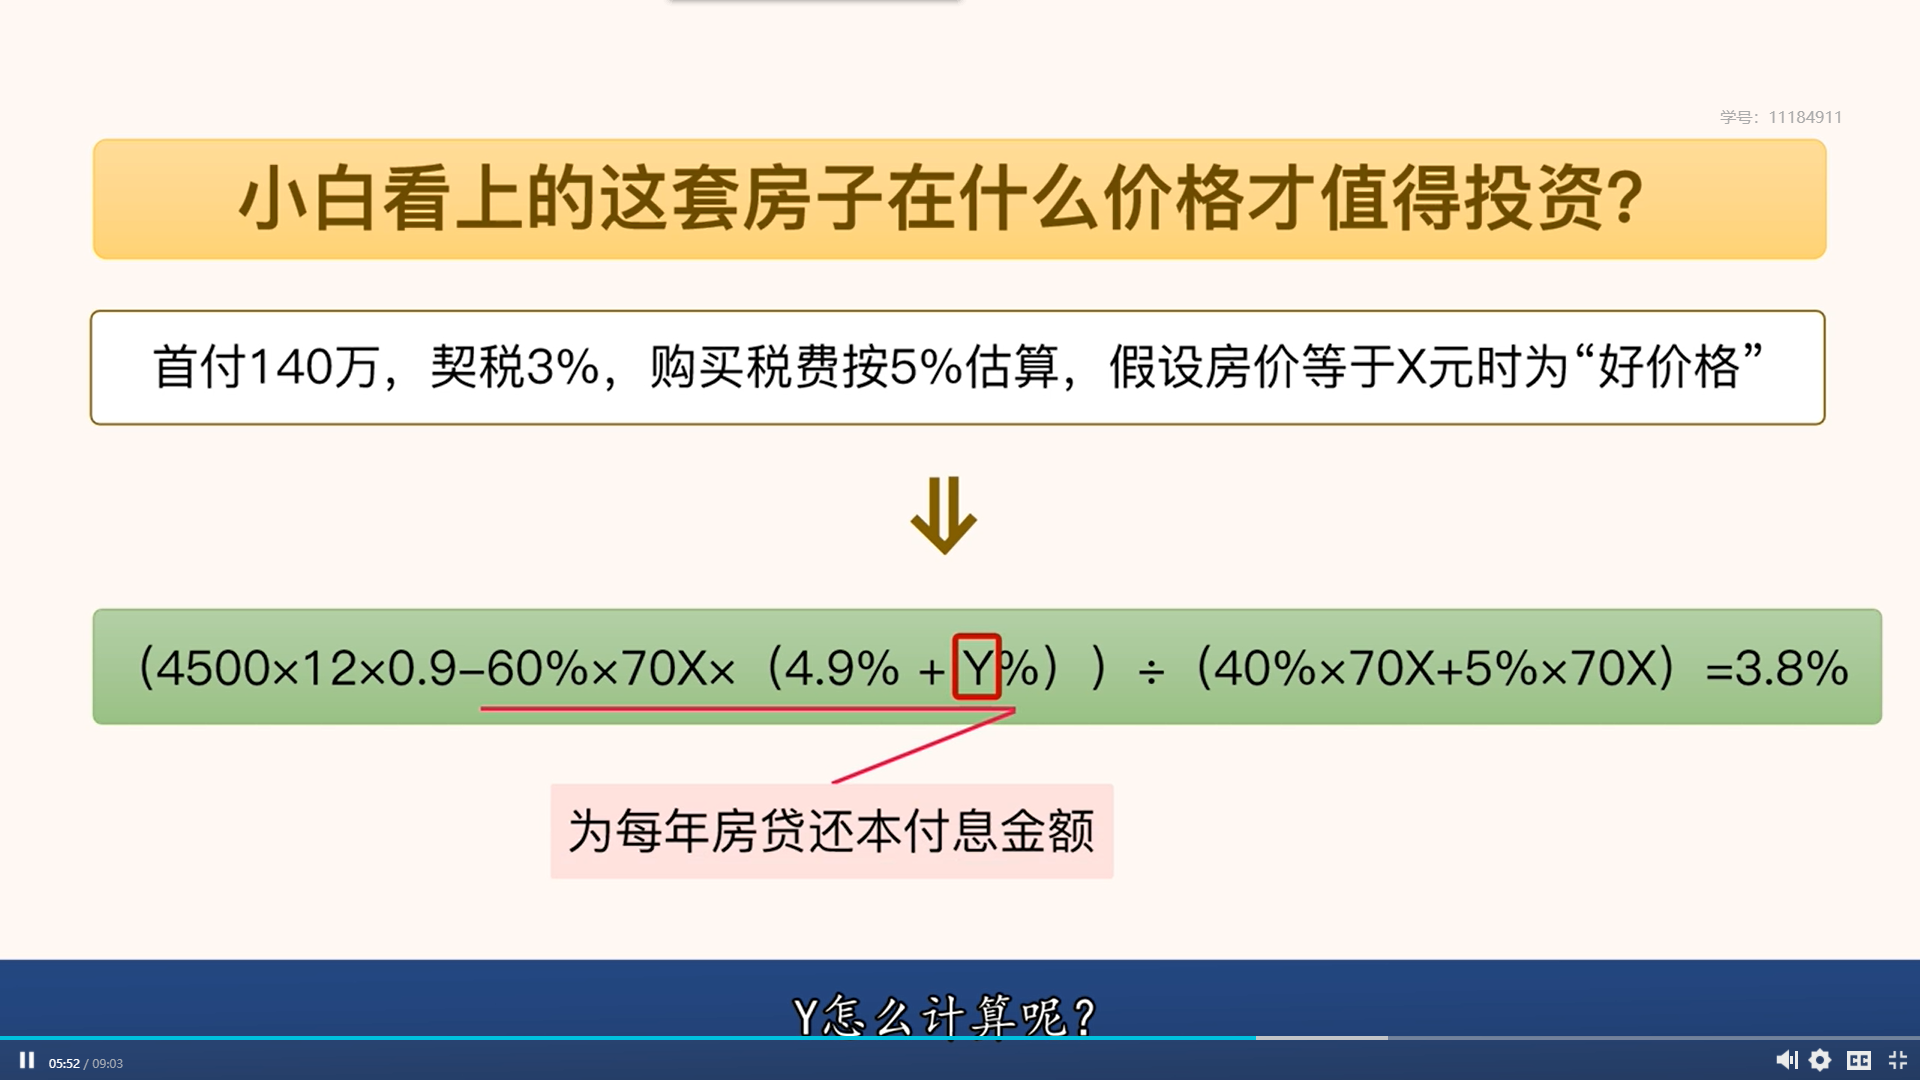 学号：11184911
小白看上的这套房子在什么价格才值得投资？
首付140万，契税3%，购买税费按5%估算，假设房价等于X元时为“好价格”
⇓
（4500×12×0.9–60%×70X×（4.9% + Y%））÷（40%×70X+5%×70X）=3.8%
为每年房贷还本付息金额
Y怎么计算呢？
05:52 / 09:03
CC